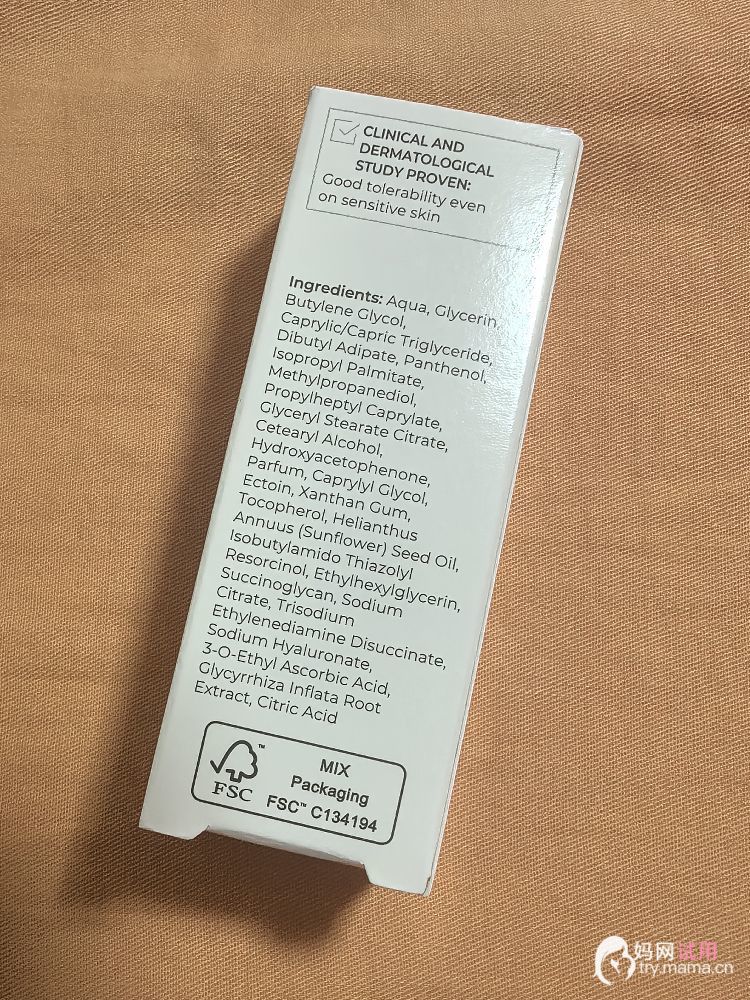 CLINICAL AND
DERMATOLOGICAL
STUDY PROVEN:
Good tolerability even
on sensitive skin
Ingredients: Aqua, Glycerin,
Butylene Glycol,
Caprylic/Capric Triglyceride,
Dibutyl Adipate, Panthenol,
Isopropyl Palmitate,
Methylpropanediol,
Propylheptyl Caprylate,
Glyceryl Stearate Citrate,
Cetearyl Alcohol,
Hydroxyacetophenone,
Parfum, Caprylyl Glycol,
Ectoin, Xanthan Gum,
Tocopherol, Helianthus
Annuus (Sunflower) Seed Oil,
Isobutylamido Thiazolyl
Resorcinol, Ethylhexylglycerin,
Succinoglycan, Sodium
Citrate, Trisodium
Ethylenediamine Disuccinate,
Sodium Hyaluronate,
3-O-Ethyl Ascorbic Acid,
Glycyrrhiza Inflata Root
Extract, Citric Acid
™
FSC
MIX
Packaging
FSC™ C134194
妈网试用
try.mama.cn